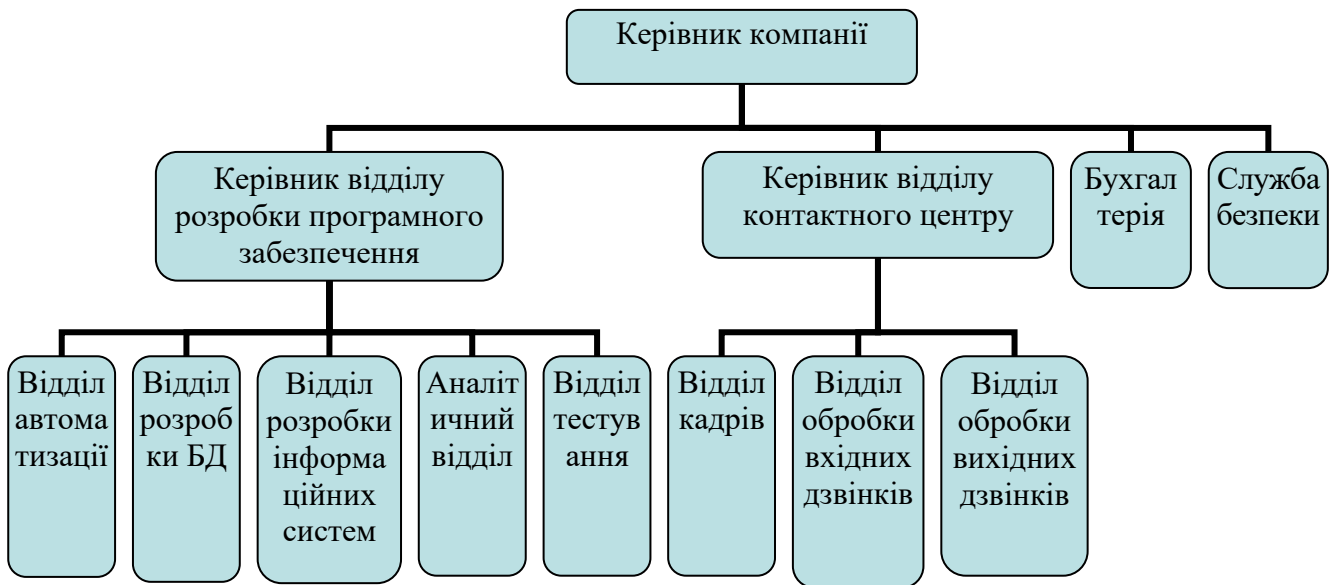 Керівник компанії
Керівник відділу
розробки програмного
забезпечення
Керівник відділу
контактного центру
Бухгал
терія
Служба
безпеки
Відділ
автома
тизації
Відділ
розроб
ки БД
Відділ
розробки
інформа
ційних
систем
Аналіт
ичний
відділ
Відділ
тестув
ання
Відділ
кадрів
Відділ
обробки
вхідних
дзвінків
Відділ
обробки
вихідних
дзвінків